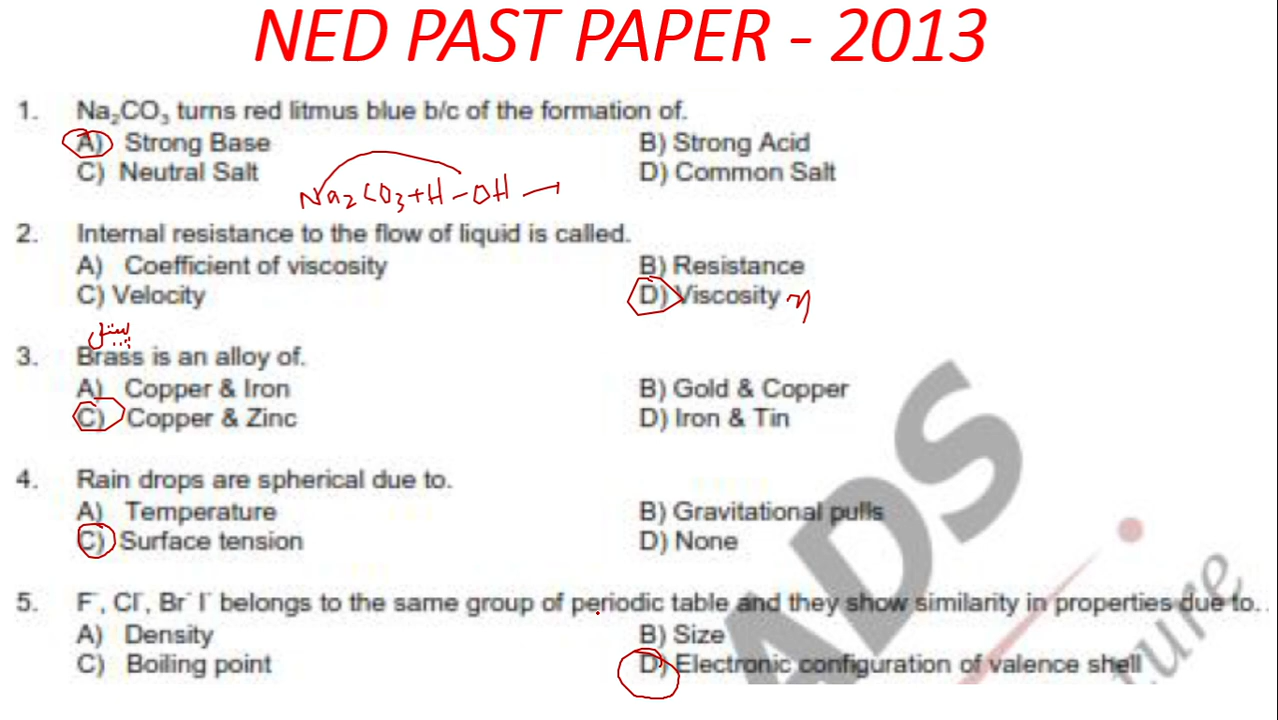 NED PAST PAPER - 2013
1. Na₂CO₃ turns red litmus blue b/c of the formation of.
A) Strong Base B) Strong Acid
C) Neutral Salt D) Common Salt
Na₂CO₃+H-OH →
2. Internal resistance to the flow of liquid is called.
A) Coefficient of viscosity B) Resistance
C) Velocity D) Viscosity η
پیتل
3. Brass is an alloy of.
A) Copper & Iron B) Gold & Copper
C) Copper & Zinc D) Iron & Tin
4. Rain drops are spherical due to.
A) Temperature B) Gravitational pulls
C) Surface tension D) None
5. F⁻, Cl⁻, Br⁻ I⁻ belongs to the same group of periodic table and they show similarity in properties due to.
A) Density B) Size
C) Boiling point D) Electronic configuration of valence shell
ADS
ture